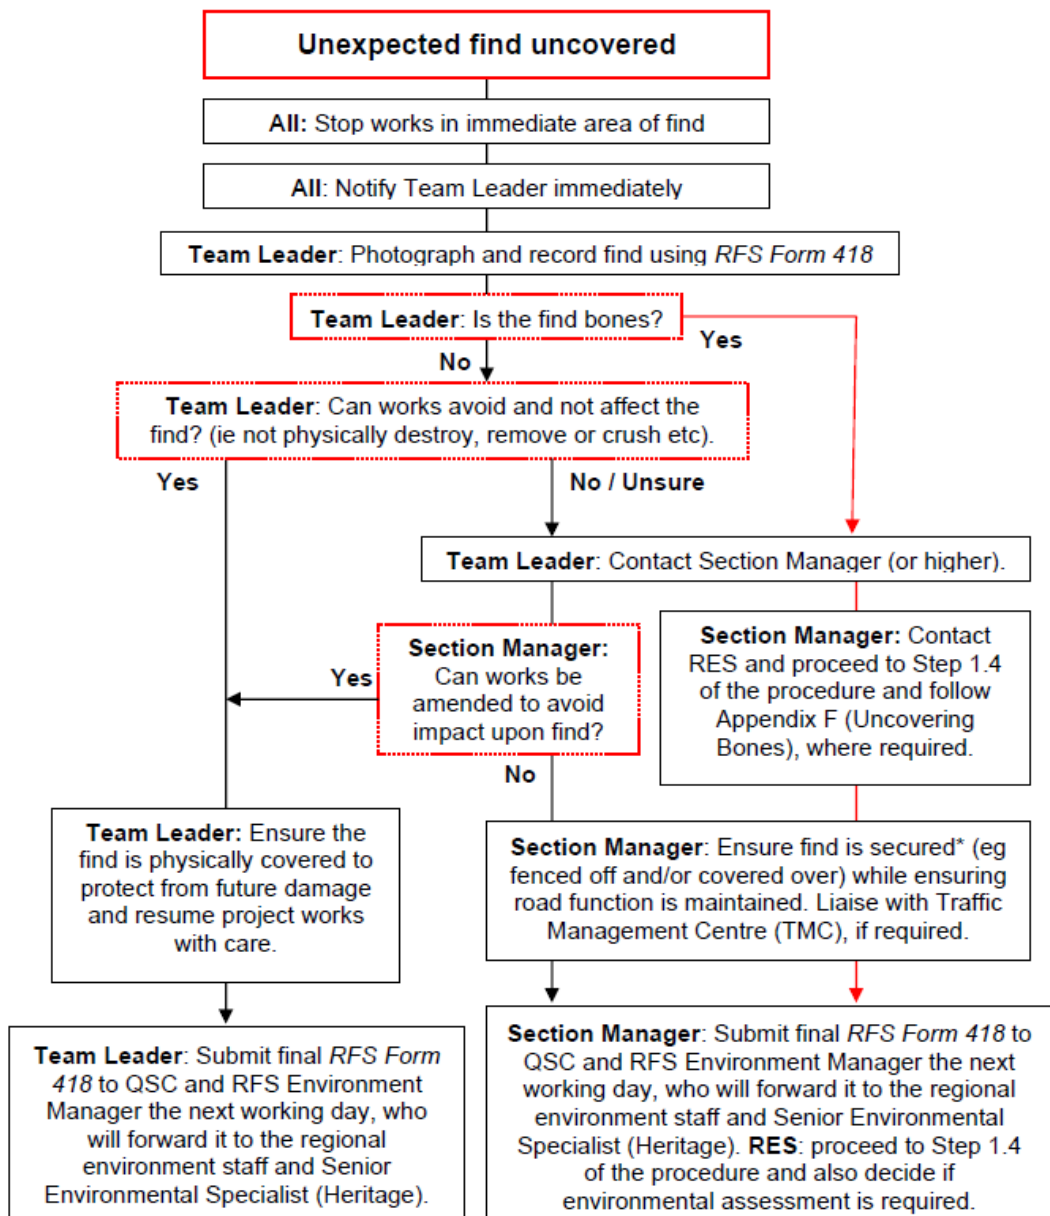 Unexpected find uncovered
All: Stop works in immediate area of find
All: Notify Team Leader immediately
Team Leader: Photograph and record find using RFS Form 418
Team Leader: Is the find bones?
Yes
No
Team Leader: Can works avoid and not affect the
find? (ie not physically destroy, remove or crush etc).
Yes
No / Unsure
Team Leader: Contact Section Manager (or higher).
Section Manager:
Can works be
amended to avoid
impact upon find?
Yes
No
Section Manager: Contact
RES and proceed to Step 1.4
of the procedure and follow
Appendix F (Uncovering
Bones), where required.
Team Leader: Ensure the
find is physically covered to
protect from future damage
and resume project works
with care.
Section Manager: Ensure find is secured* (eg
fenced off and/or covered over) while ensuring
road function is maintained. Liaise with Traffic
Management Centre (TMC), if required.
Team Leader: Submit final RFS Form
418 to QSC and RFS Environment
Manager the next working day, who
will forward it to the regional
environment staff and Senior
Environmental Specialist (Heritage).
Section Manager: Submit final RFS Form 418 to
QSC and RFS Environment Manager the next
working day, who will forward it to the regional
environment staff and Senior Environmental
Specialist (Heritage). RES: proceed to Step 1.4
of the procedure and also decide if
environmental assessment is required.